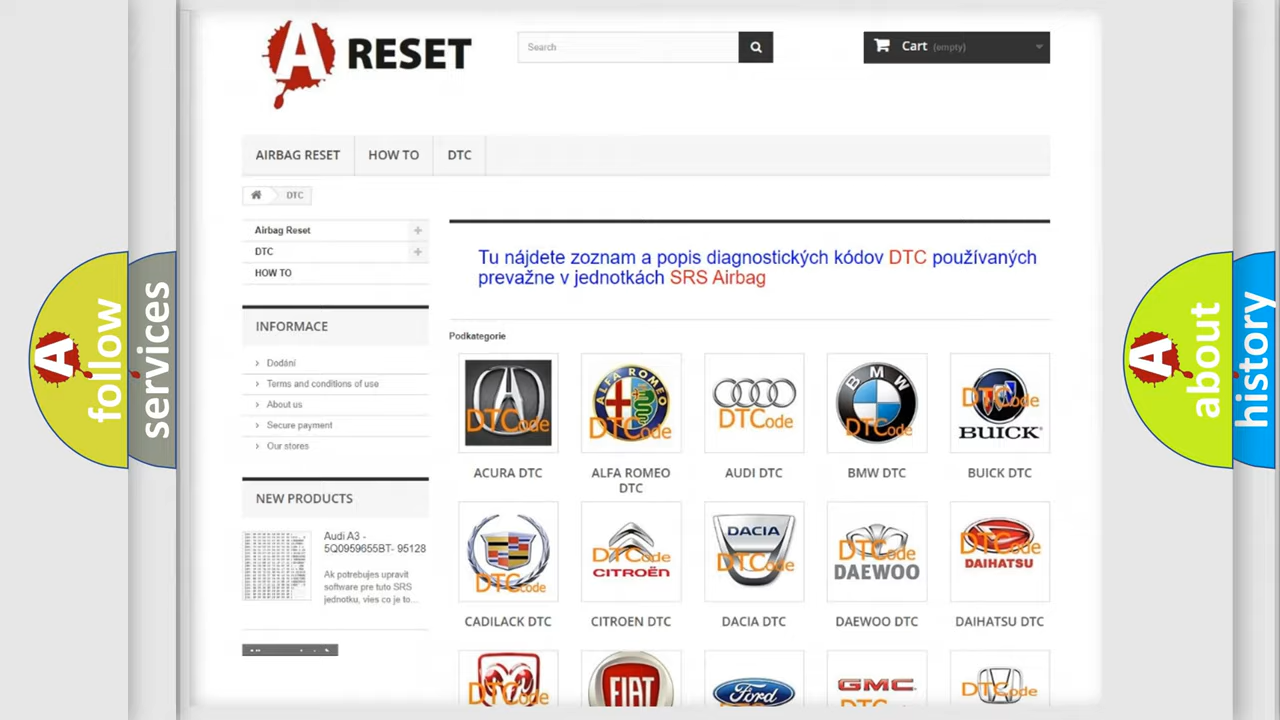 A RESET
Search
Cart (empty)
AIRBAG RESET
HOW TO
DTC
DTC
Airbag Reset
DTC
HOW TO
INFORMACE
Dodání
Terms and conditions of use
About us
Secure payment
Our stores
NEW PRODUCTS
Audi A3 -
5Q0959655BT- 95128
Ak potrebujes upravit
software pre tuto SRS
jednotku, vies co je to...
Tu nájdete zoznam a popis diagnostických kódov DTC používaných
prevažne v jednotkách SRS Airbag
Podkategorie
DTCode
ALFA ROMEO
DTCode
DTCode
BMW
DTCode
DTCode
BUICK
ACURA DTC
ALFA ROMEO
DTC
AUDI DTC
BMW DTC
BUICK DTC
DTCode
DTCode
CITROËN
DACIA
DTCode
DTCode
DAEWOO
DTCode
DAIHATSU
CADILACK DTC
CITROEN DTC
DACIA DTC
DAEWOO DTC
DAIHATSU DTC
DTCode
FIAT
Ford
GMC
DTCode
A follow
services
A about
history